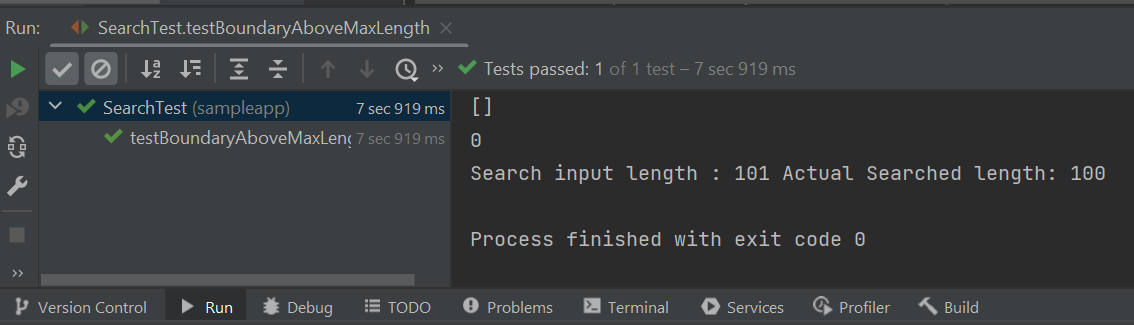 Run: SearchTest.testBoundaryAboveMaxLength
Tests passed: 1 of 1 test – 7 sec 919 ms
SearchTest (sampleapp) 7 sec 919 ms
testBoundaryAboveMaxLeng 7 sec 919 ms
[]
0
Search input length : 101 Actual Searched length: 100
Process finished with exit code 0
Version Control Run Debug TODO Problems Terminal Services Profiler Build